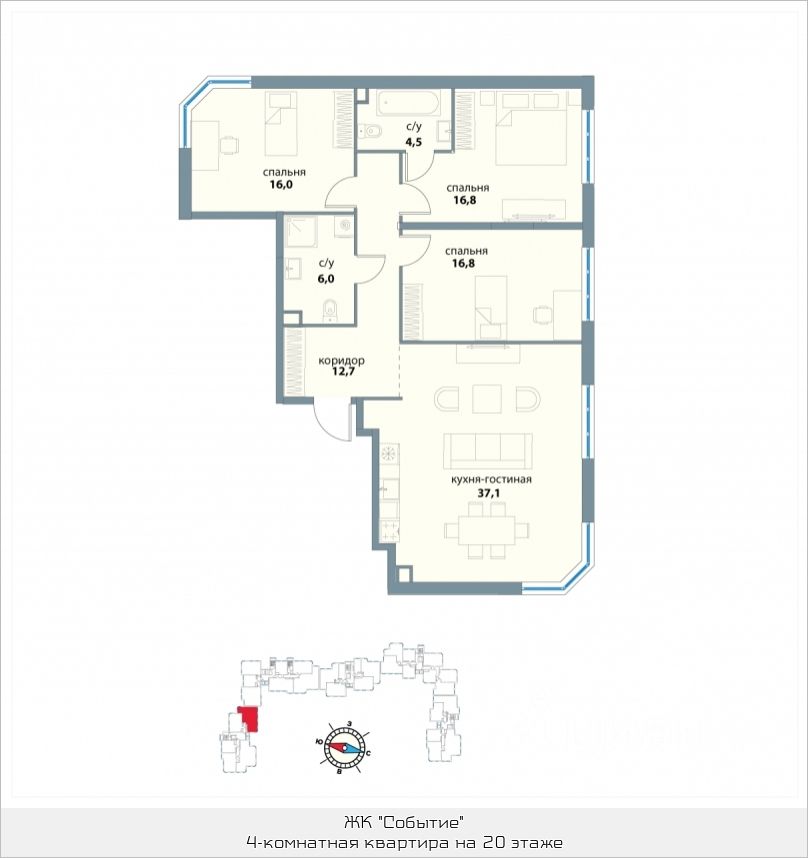 с/у
4,5
спальня
16,0
спальня
16,8
спальня
16,8
с/у
6,0
коридор
12,7
кухня-гостиная
37,1
З
Ю
С
В
ЖК "Событие"
4-комнатная квартира на 20 этаже